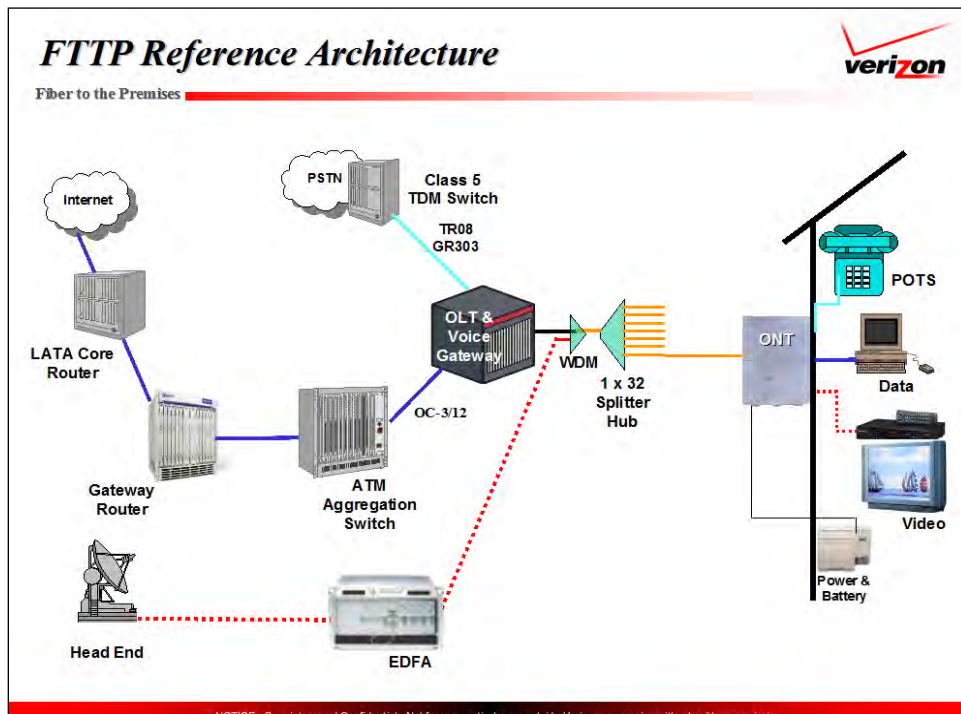 FTTP Reference Architecture
verizon
Fiber to the Premises
Internet
PSTN
Class 5
TDM Switch
TR08
GR303
POTS
LATA Core
Router
OLT &
Voice
Gateway
WDM
1 x 32
Splitter
Hub
ONT
Data
OC-3/12
Gateway
Router
ATM
Aggregation
Switch
Video
Power &
Battery
Head End
EDFA